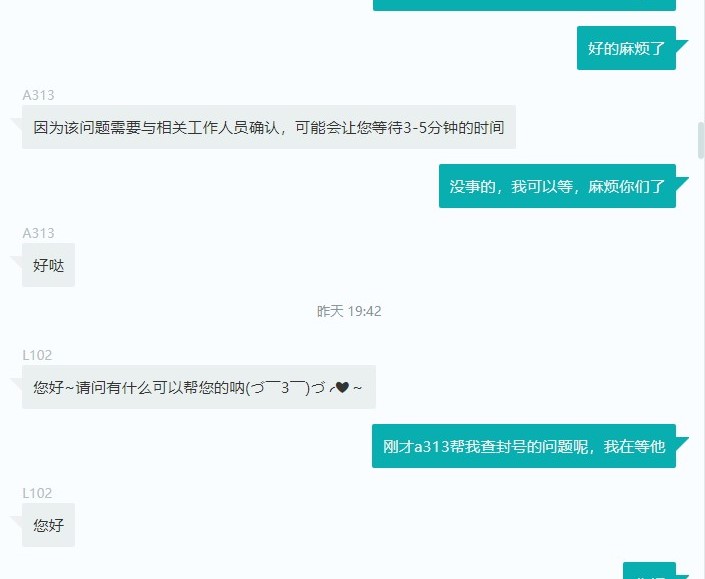 好的麻烦了
A313
因为该问题需要与相关工作人员确认，可能会让您等待3-5分钟的时间
没事的，我可以等，麻烦你们了
A313
好哒
昨天 19:42
L102
您好~请问有什么可以帮您的呐(づ￣3￣)づ╭❤～
刚才a313帮我查封号的问题呢，我在等他
L102
您好